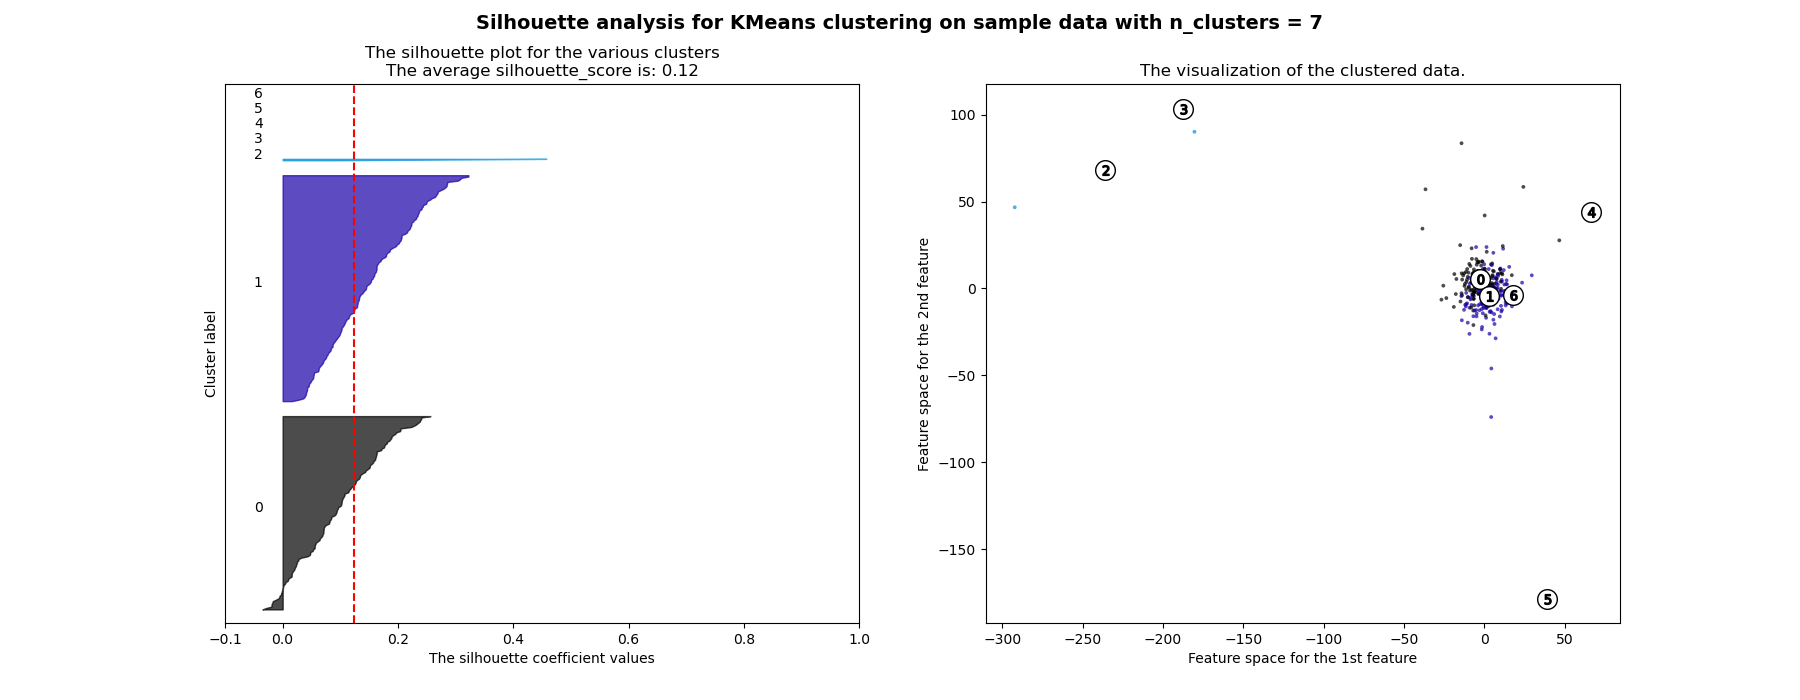 Silhouette analysis for KMeans clustering on sample data with n_clusters = 7
The silhouette plot for the various clusters
The average silhouette_score is: 0.12
6
5
4
3
2
1
0
Cluster label
−0.1 0.0 0.2 0.4 0.6 0.8 1.0
The silhouette coefficient values
The visualization of the clustered data.
100
50
0
−50
−100
−150
Feature space for the 2nd feature
3
2
4
0
1
6
5
−300 −250 −200 −150 −100 −50 0 50
Feature space for the 1st feature